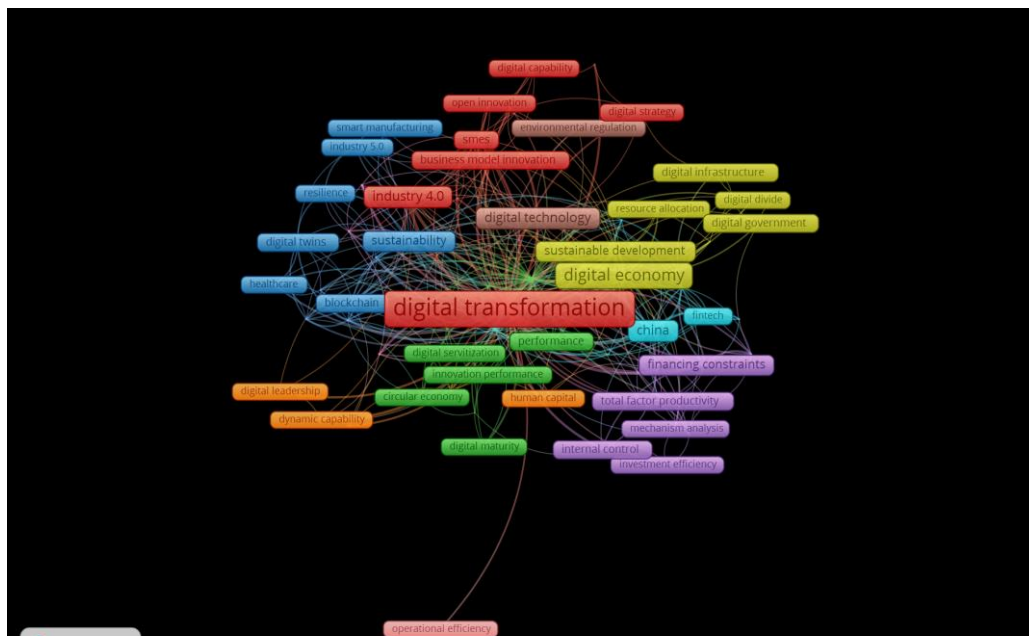 digital capability
open innovation
digital strategy
smart manufacturing
environmental regulation
smes
industry 5.0
business model innovation
digital infrastructure
resilience
industry 4.0
digital divide
resource allocation
digital technology
digital government
digital twins
sustainability
sustainable development
digital economy
healthcare
blockchain
digital transformation
fintech
china
performance
digital servitization
financing constraints
innovation performance
digital leadership
circular economy
human capital
total factor productivity
dynamic capability
mechanism analysis
digital maturity
internal control
investment efficiency
operational efficiency